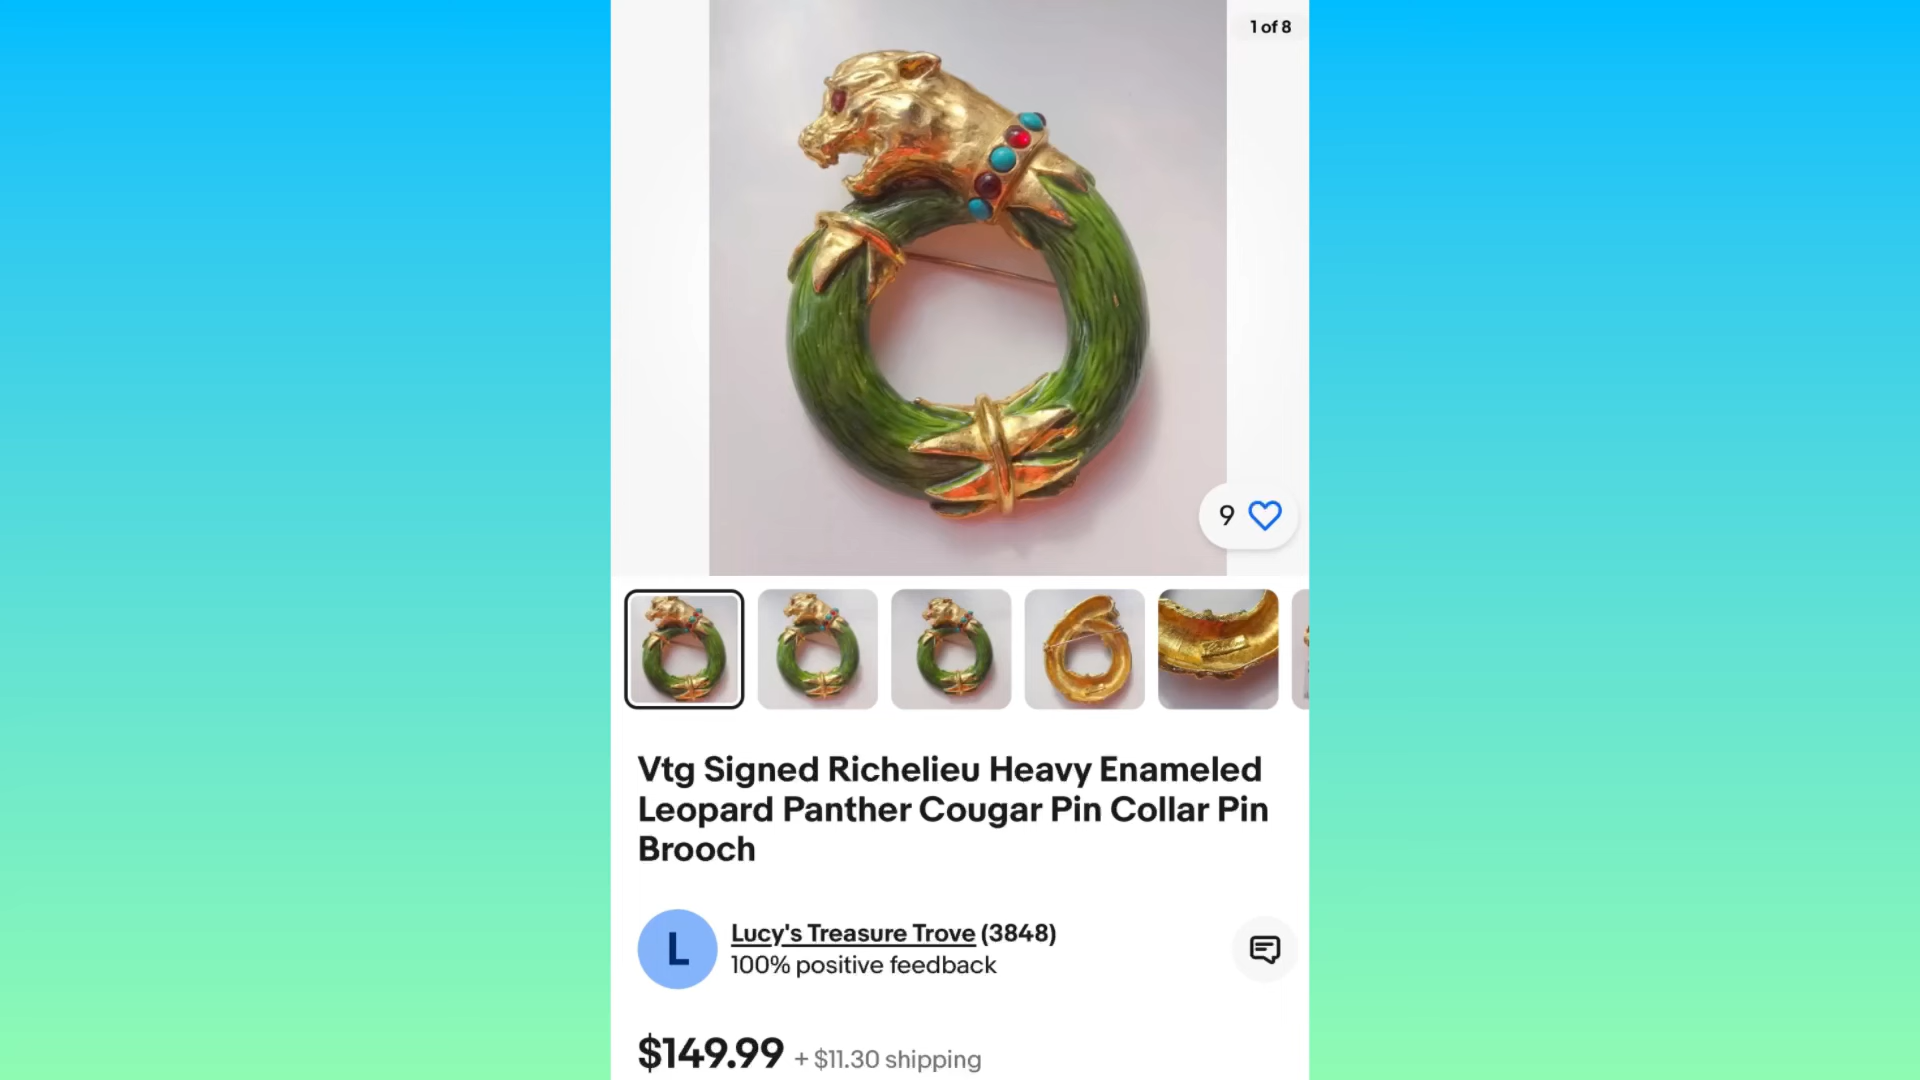 1 of 8
9
Vtg Signed Richelieu Heavy Enameled
Leopard Panther Cougar Pin Collar Pin
Brooch
L
Lucy's Treasure Trove (3848)
100% positive feedback
$149.99 + $11.30 shipping